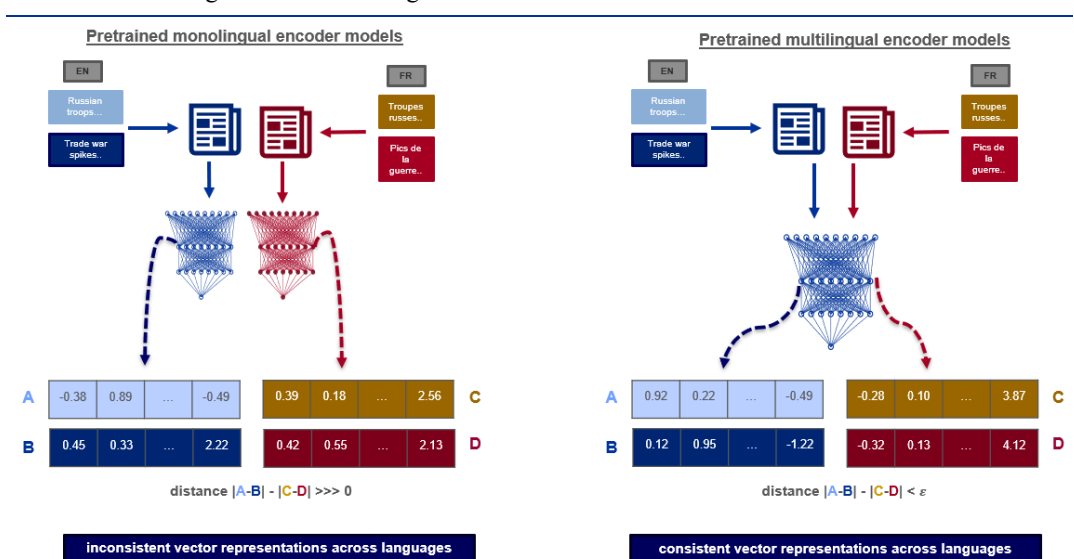 Pretrained monolingual encoder models
EN
Russian
troops...
Trade war
spikes..
FR
Troupes
russes..
Pics de
la
guerre..
A -0.38 0.89 ... -0.49
0.39 0.18 ... 2.56 C
B 0.45 0.33 ... 2.22
0.42 0.55 ... 2.13 D
distance |A-B| - |C-D| >>> 0
inconsistent vector representations across languages
Pretrained multilingual encoder models
EN
Russian
troops...
Trade war
spikes..
FR
Troupes
russes..
Pics de
la
guerre..
A 0.92 0.22 ... -0.49
-0.28 0.10 ... 3.87 C
B 0.12 0.95 ... -1.22
-0.32 0.13 ... 4.12 D
distance |A-B| - |C-D| < ε
consistent vector representations across languages